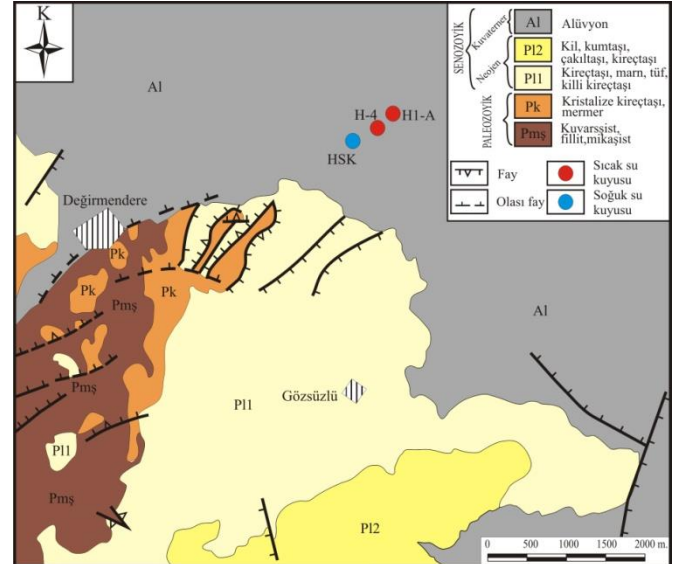 K
SENOZOYİK
Kuvaterner
Neojen
PALEOZOYİK
Al Alüvyon
Pl2 Kil, kumtaşı,
çakıltaşı, kireçtaşı
Pl1 Kireçtaşı, marn, tüf,
killi kireçtaşı
Pk Kristalize kireçtaşı,
mermer
Pmş Kuvarsşist,
fillit,mikaşist
Fay
Sıcak su
kuyusu
Olası fay
Soğuk su
kuyusu
Al
H-4
H1-A
HSK
Değirmendere
Pk
Pk
Pk
Pmş
Al
Pmş
Gözsüzlü
Pl1
Pl1
Pmş
Pl2
0 500 1000 1500 2000 m.